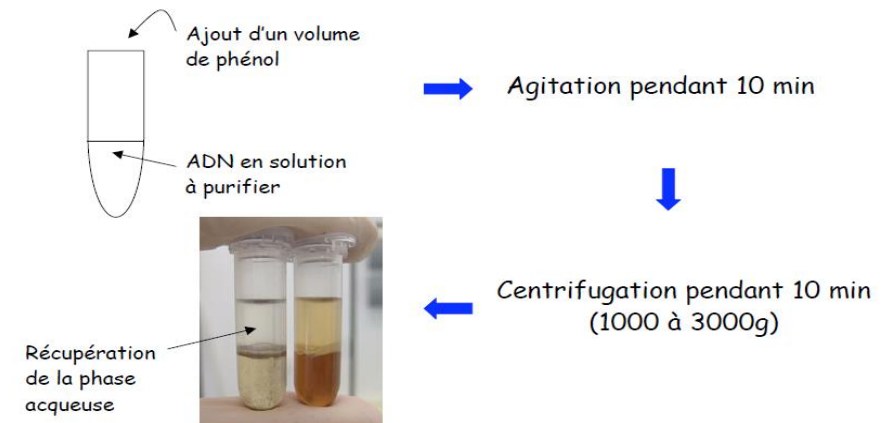 Ajout d'un volume
de phénol
Agitation pendant 10 min
ADN en solution
à purifier
Centrifugation pendant 10 min
(1000 à 3000g)
Récupération
de la phase
acqueuse